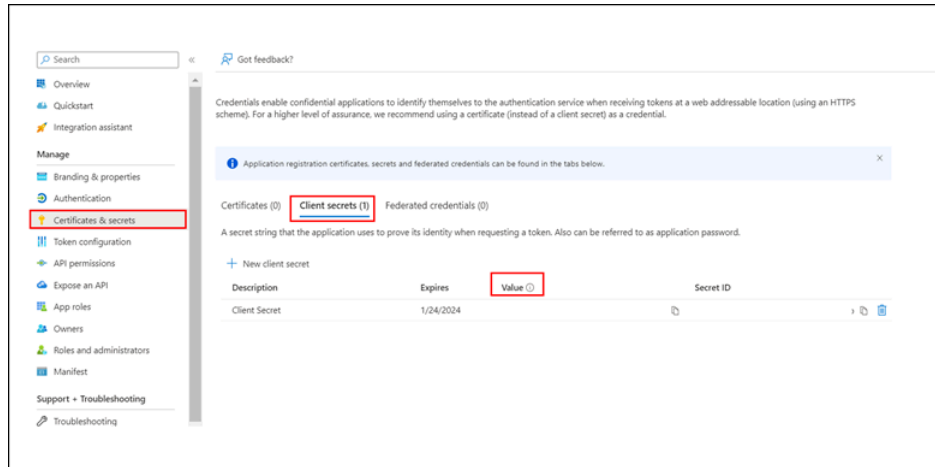 Search
«
Got feedback?
Overview
Quickstart
Integration assistant
Manage
Branding & properties
Authentication
Certificates & secrets
Token configuration
API permissions
Expose an API
App roles
Owners
Roles and administrators
Manifest
Support + Troubleshooting
Troubleshooting
Credentials enable confidential applications to identify themselves to the authentication service when receiving tokens at a web addressable location (using an HTTPS
scheme). For a higher level of assurance, we recommend using a certificate (instead of a client secret) as a credential.
Application registration certificates, secrets and federated credentials can be found in the tabs below.
Certificates (0) Client secrets (1) Federated credentials (0)
A secret string that the application uses to prove its identity when requesting a token. Also can be referred to as application password.
New client secret
Description Expires Value Secret ID
Client Secret 1/24/2024